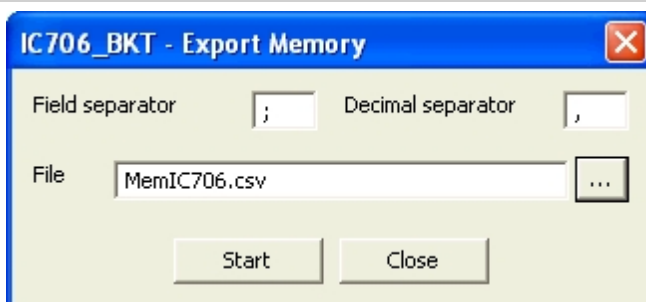 IC706_BKT - Export Memory
Field separator ; Decimal separator ,
File MemIC706.csv ...
Start Close